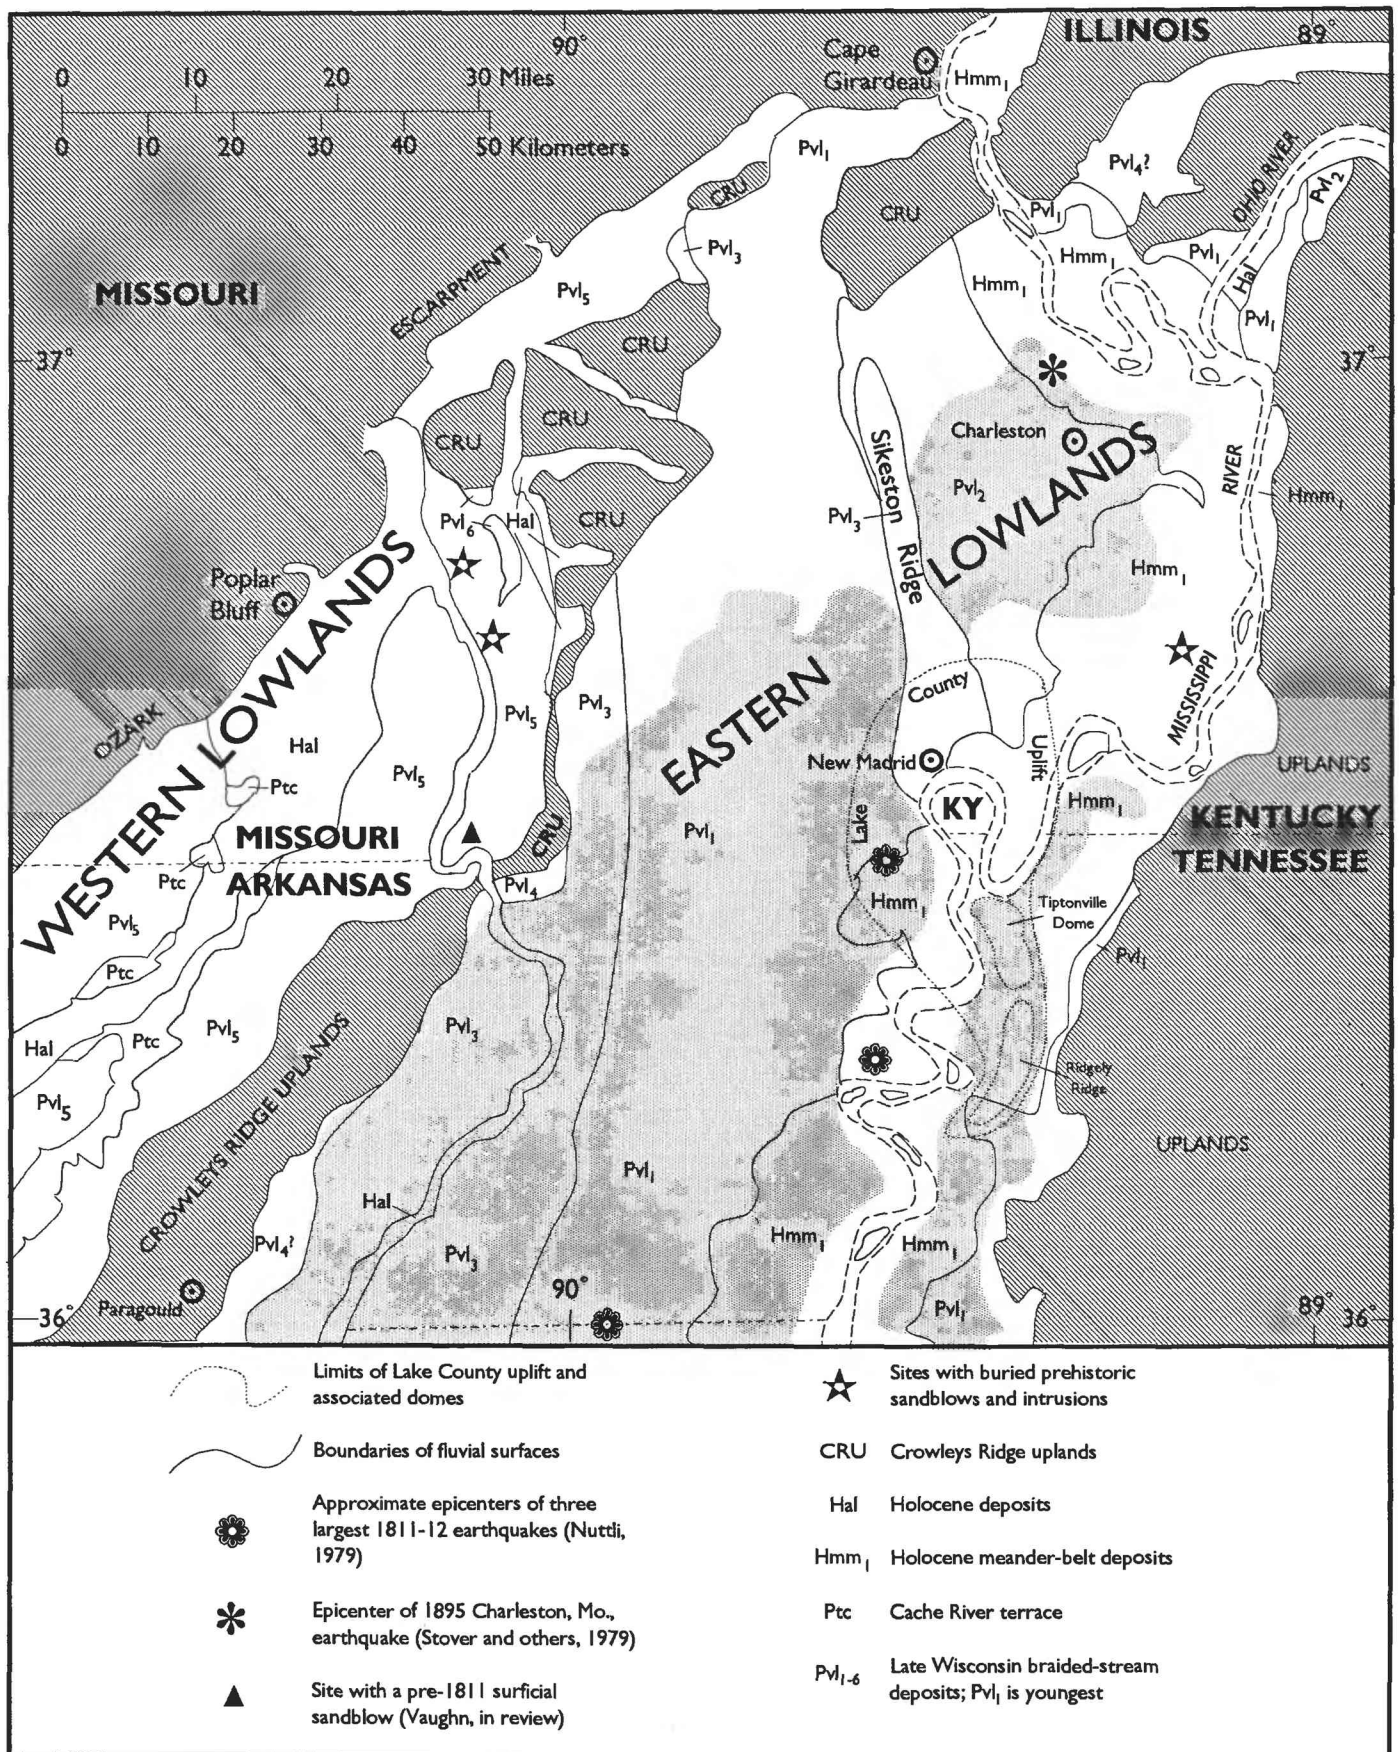 ILLINOIS
90°
89°
Cape
Girardeau
Hmm1
0 10 20 30 Miles
0 10 20 30 40 50 Kilometers
Pvl1
Pvl4?
OHIO RIVER
Pvl2
CRU
CRU
Pvl1
Pvl3
Hmm1
Pvl1
Hal
ESCARPMENT
Hmm1
MISSOURI
Pvl5
Pvl1
CRU
37°
37°
CRU
CRU
Charleston
Sikeston
Ridge
LOWLANDS
Pvl2
RIVER
Hmm1
Pvl6
Hal
CRU
Pvl3
Hmm1
Poplar
Bluff
WESTERN LOWLANDS
MISSISSIPPI
County
EASTERN
OZARK
Pvl3
Pvl5
Hal
New Madrid
Uplift
UPLANDS
Pvl5
Ptc
KY
Hmm1
Lake
KENTUCKY
MISSOURI
Pvl1
CRU
TENNESSEE
Ptc
ARKANSAS
Pvl4
Hmm1
Tiptonville
Dome
Pvl5
Pvl1
Ptc
Pvl5
Pvl3
Hal
Ptc
Ridgely
Ridge
Pvl5
CROWLEYS RIDGE UPLANDS
UPLANDS
Pvl1
Hal
Hmm1
Hmm1
Pvl4?
Pvl3
90°
Paragould
Pvl1
89°
36°
36°
Limits of Lake County uplift and
associated domes
Boundaries of fluvial surfaces
Approximate epicenters of three
largest 1811-12 earthquakes (Nuttli,
1979)
Epicenter of 1895 Charleston, Mo.,
earthquake (Stover and others, 1979)
Site with a pre-1811 surficial
sandblow (Vaughn, in review)
Sites with buried prehistoric
sandblows and intrusions
CRU Crowleys Ridge uplands
Hal Holocene deposits
Hmm1 Holocene meander-belt deposits
Ptc Cache River terrace
Pvl1-6 Late Wisconsin braided-stream
deposits; Pvl1 is youngest